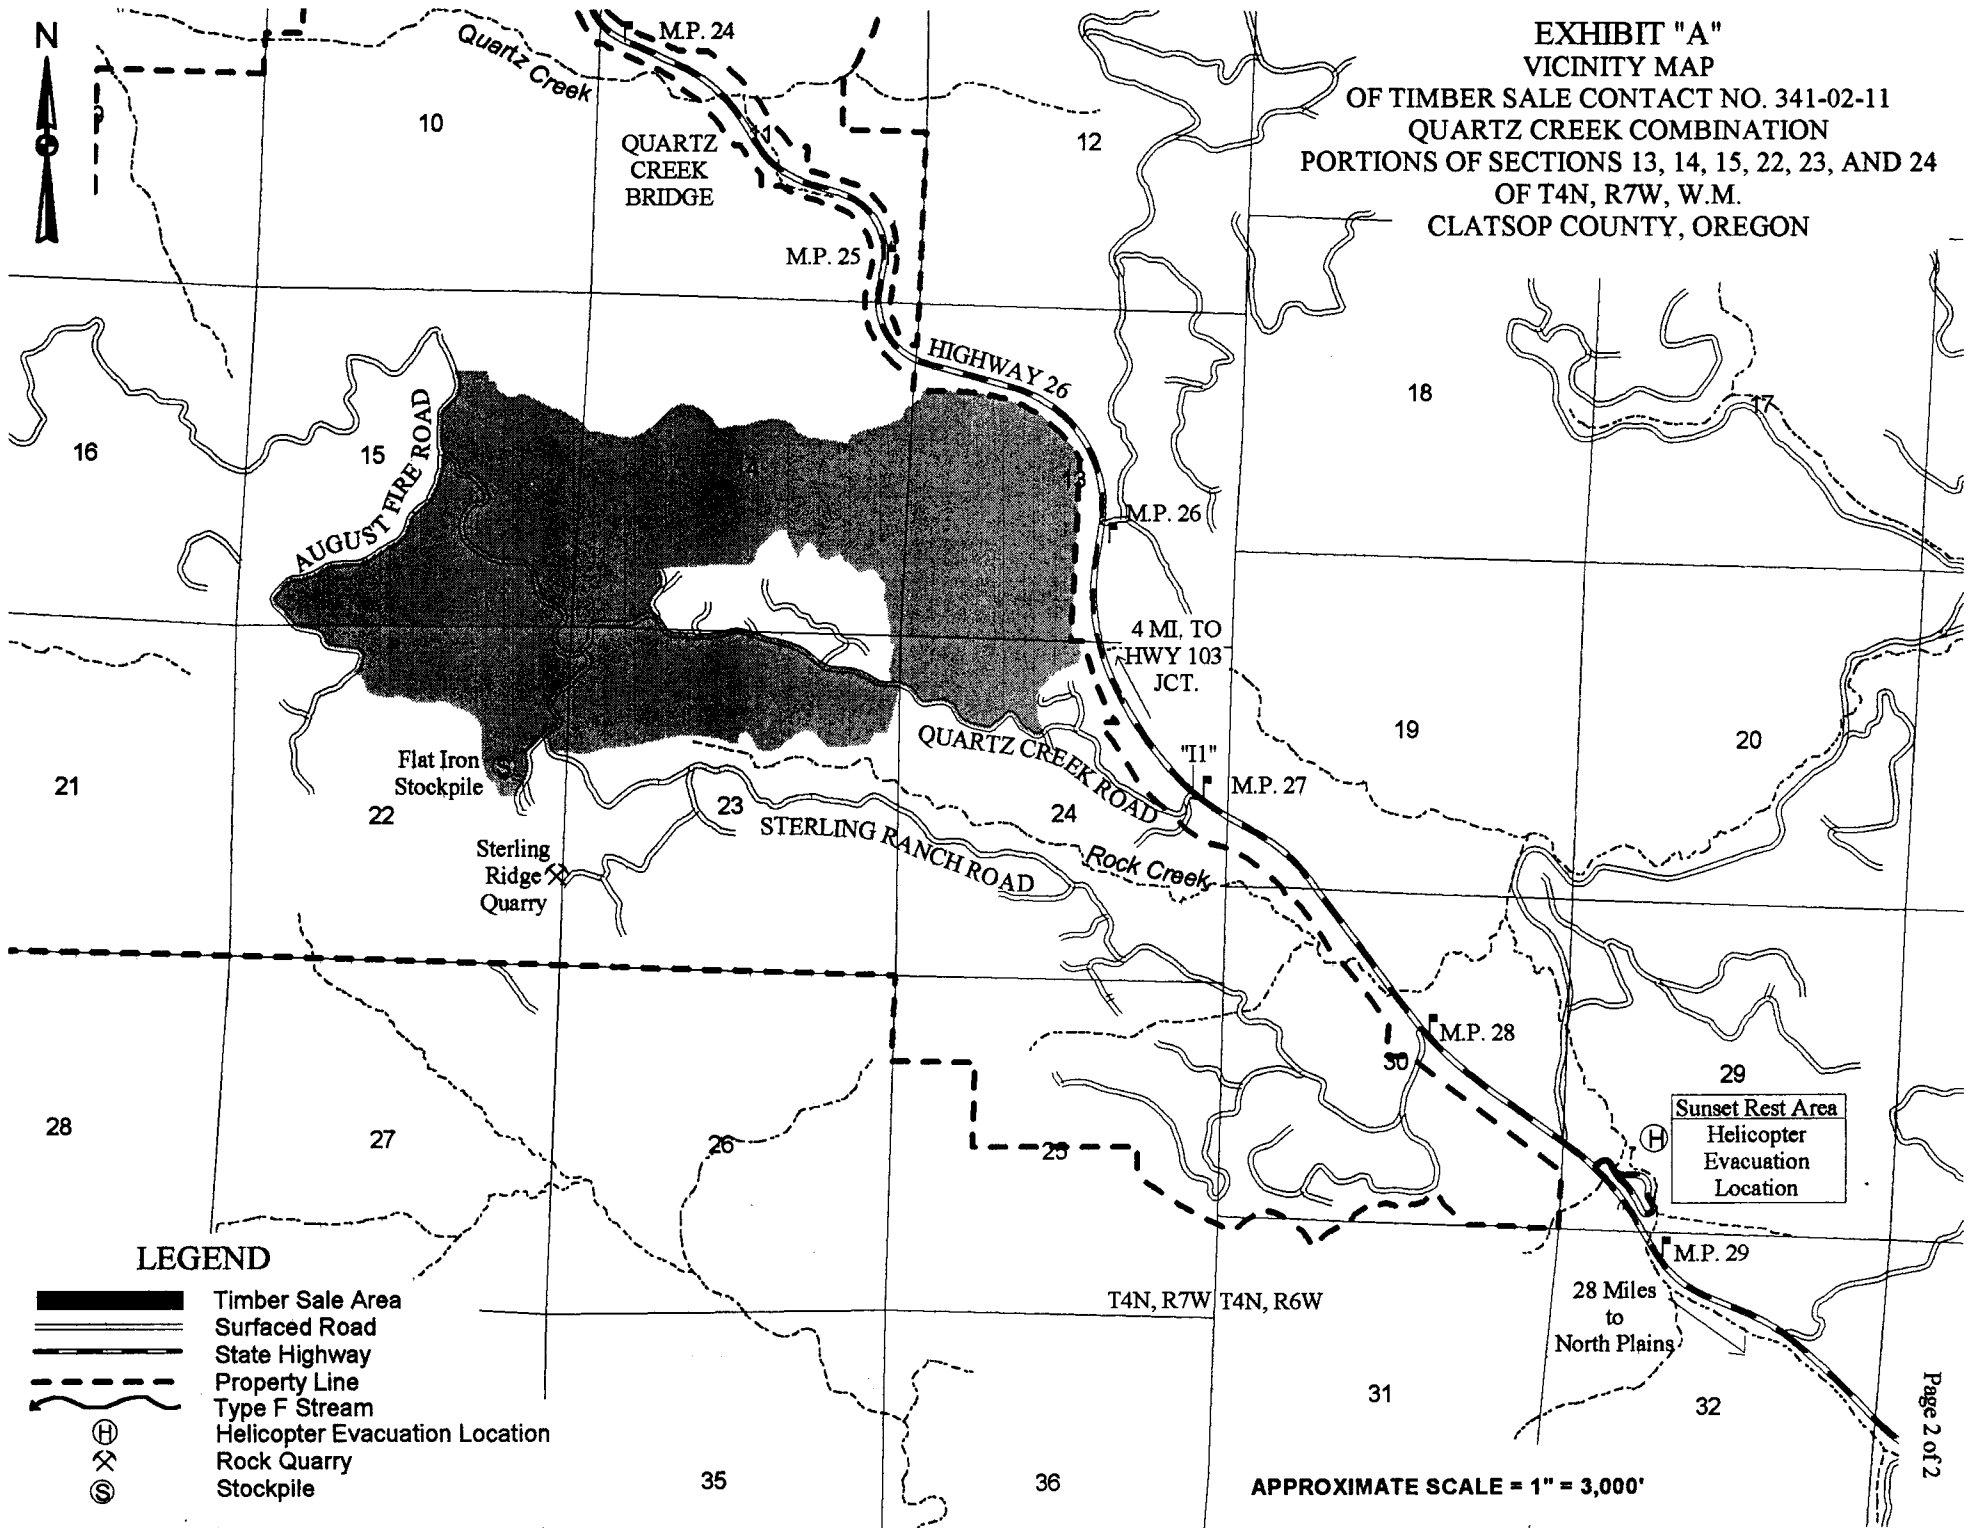 EXHIBIT "A"
VICINITY MAP
OF TIMBER SALE CONTACT NO. 341-02-11
QUARTZ CREEK COMBINATION
PORTIONS OF SECTIONS 13, 14, 15, 22, 23, AND 24
OF T4N, R7W, W.M.
CLATSOP COUNTY, OREGON
N
M.P. 24
Quartz Creek
10
11
12
QUARTZ
CREEK
BRIDGE
M.P. 25
HIGHWAY 26
18
17
16
15
AUGUST FIRE ROAD
13
M.P. 26
4 MI. TO
HWY 103
JCT.
19
20
"I1"
M.P. 27
QUARTZ CREEK ROAD
Flat Iron
Stockpile
S
21
22
23
24
STERLING RANCH ROAD
Rock Creek
Sterling
Ridge
Quarry
M.P. 28
30
29
Sunset Rest Area
Helicopter
Evacuation
Location
H
28
27
26
25
M.P. 29
28 Miles
to
North Plains
T4N, R7W
T4N, R6W
31
32
35
36
LEGEND
Timber Sale Area
Surfaced Road
State Highway
Property Line
Type F Stream
H Helicopter Evacuation Location
Rock Quarry
S Stockpile
APPROXIMATE SCALE = 1" = 3,000'
Page 2 of 2